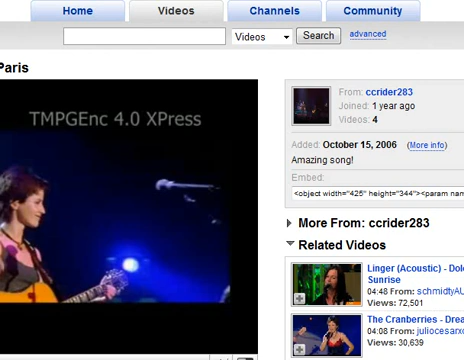 Home Videos Channels Community
Videos Search advanced
Paris
TMPGEnc 4.0 XPress
From: ccrider283
Joined: 1 year ago
Videos: 4
Added: October 15, 2006 (More info)
Amazing song!
Embed:
<object width="425" height="344"><param nam
More From: ccrider283
Related Videos
Linger (Acoustic) - Dolo
Sunrise
04:48 From: schmidtyAU
Views: 72,501
The Cranberries - Drea
04:08 From: juliocesarxc
Views: 30,639